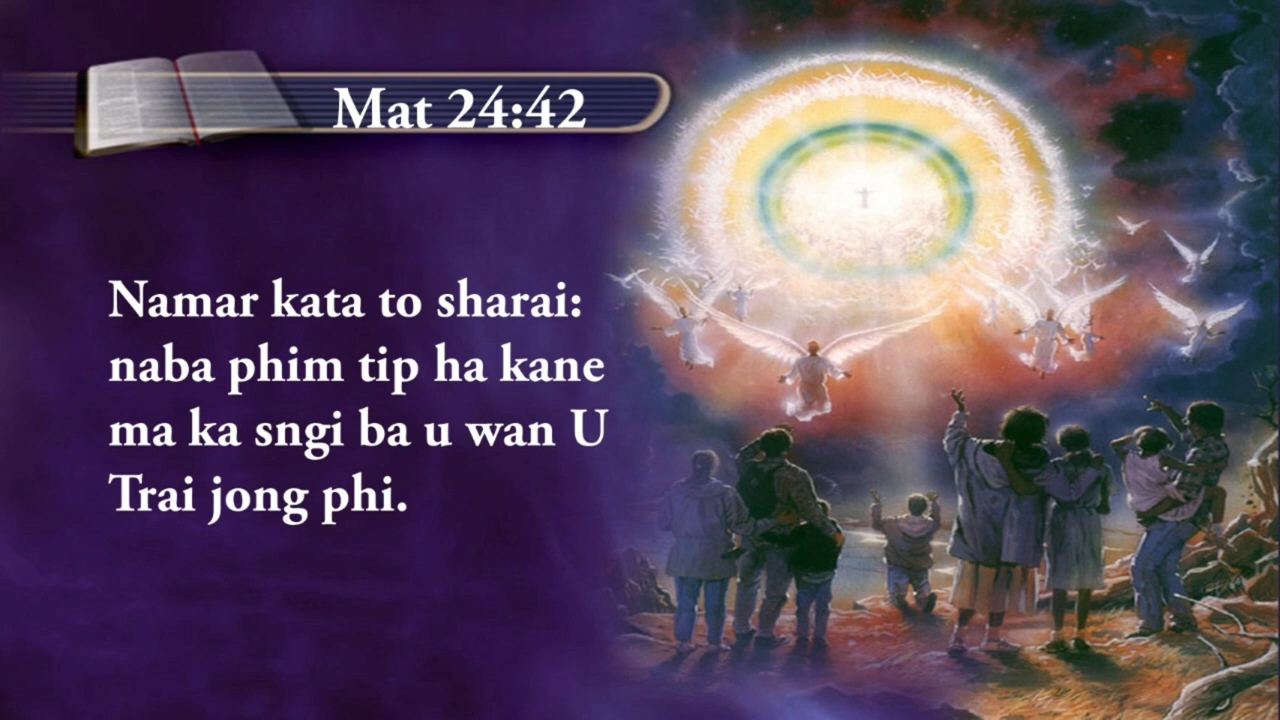 Mat 24:42
Namar kata to sharai:
naba phim tip ha kane
ma ka sngi ba u wan U
Trai jong phi.